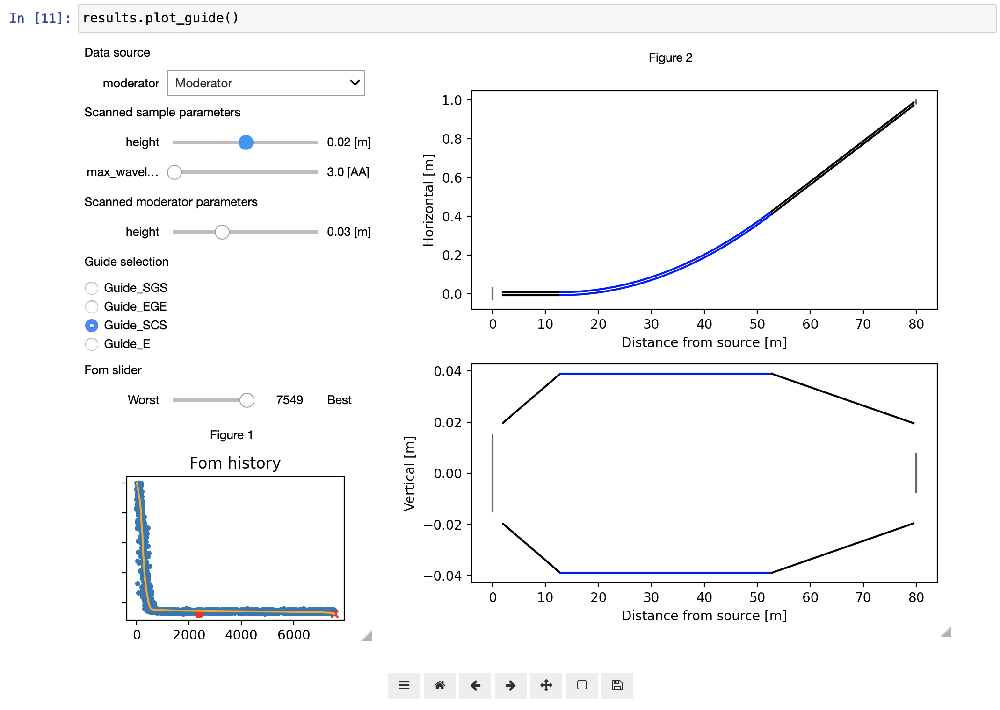 In [11]: results.plot_guide()
Data source
moderator Moderator
Scanned sample parameters
height 0.02 [m]
max_wavel… 3.0 [AA]
Scanned moderator parameters
height 0.03 [m]
Guide selection
Guide_SGS
Guide_EGE
Guide_SCS
Guide_E
Fom slider
Worst 7549 Best
Figure 1
Fom history
0 2000 4000 6000
Figure 2
Horizontal [m]
1.0
0.8
0.6
0.4
0.2
0.0
0 10 20 30 40 50 60 70 80
Distance from source [m]
Vertical [m]
0.04
0.02
0.00
−0.02
−0.04
0 10 20 30 40 50 60 70 80
Distance from source [m]